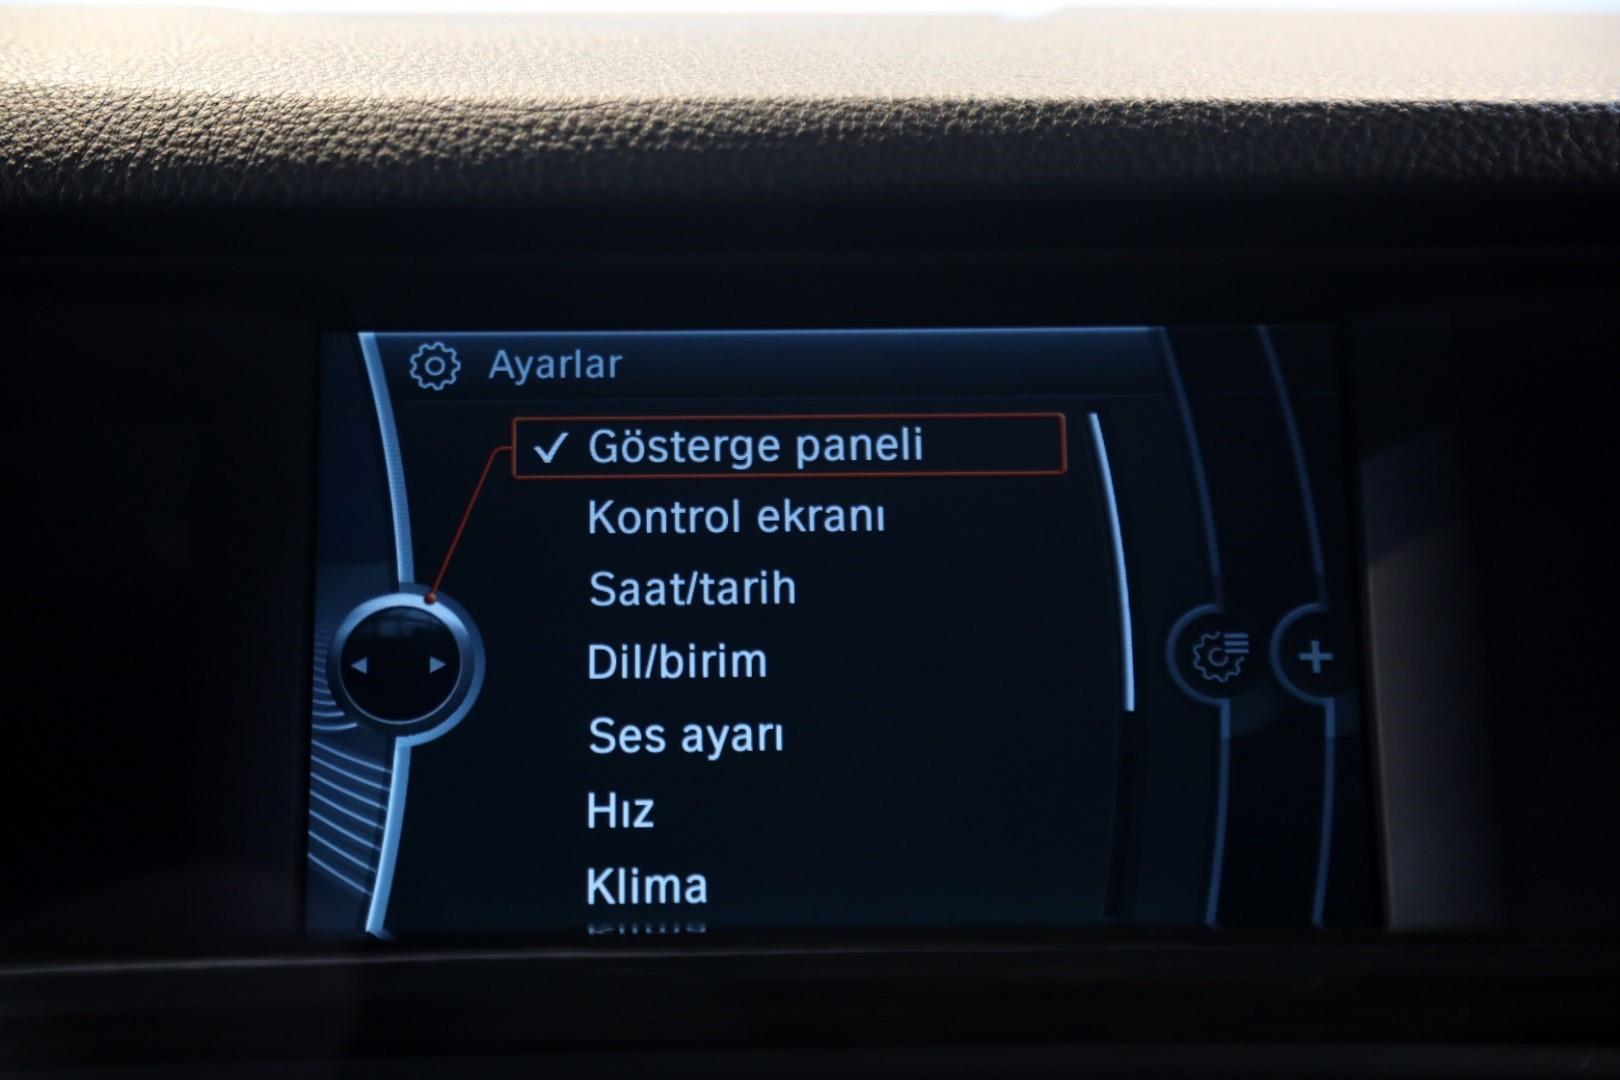 Ayarlar
✓ Gösterge paneli
Kontrol ekranı
Saat/tarih
Dil/birim
Ses ayarı
Hız
Klima